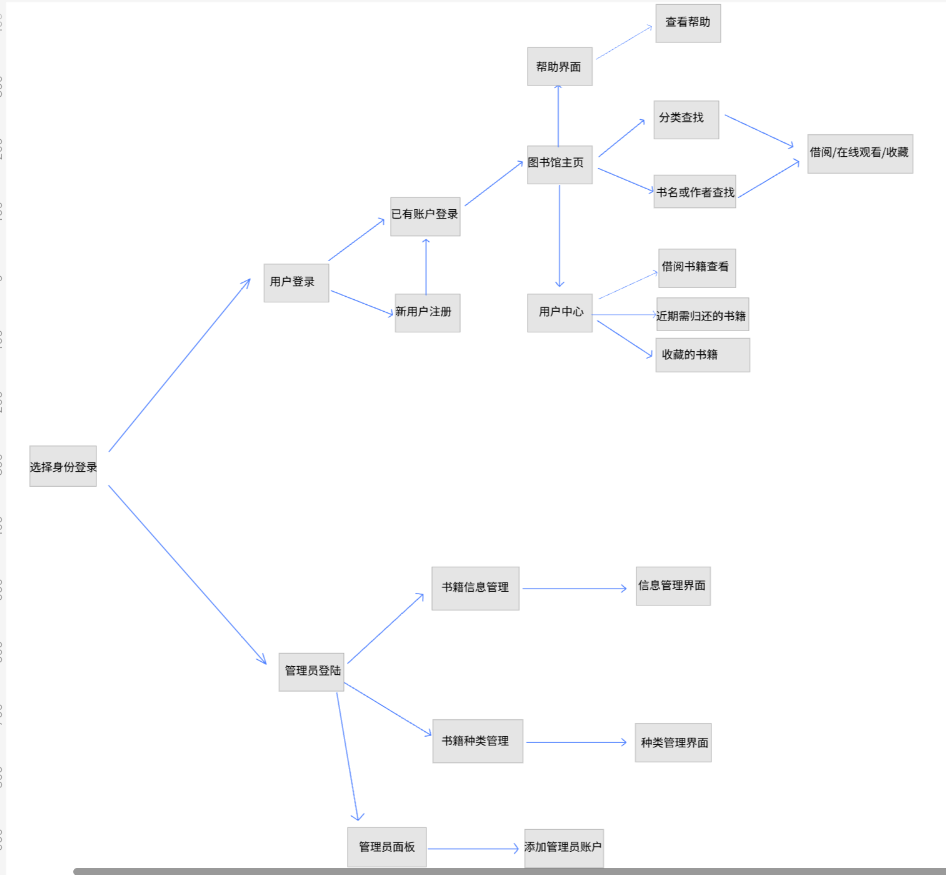 查看帮助
帮助界面
分类查找
借阅/在线观看/收藏
图书馆主页
书名或作者查找
已有账户登录
借阅书籍查看
用户登录
新用户注册
用户中心
近期需归还的书籍
收藏的书籍
选择身份登录
书籍信息管理
信息管理界面
管理员登陆
书籍种类管理
种类管理界面
管理员面板
添加管理员账户